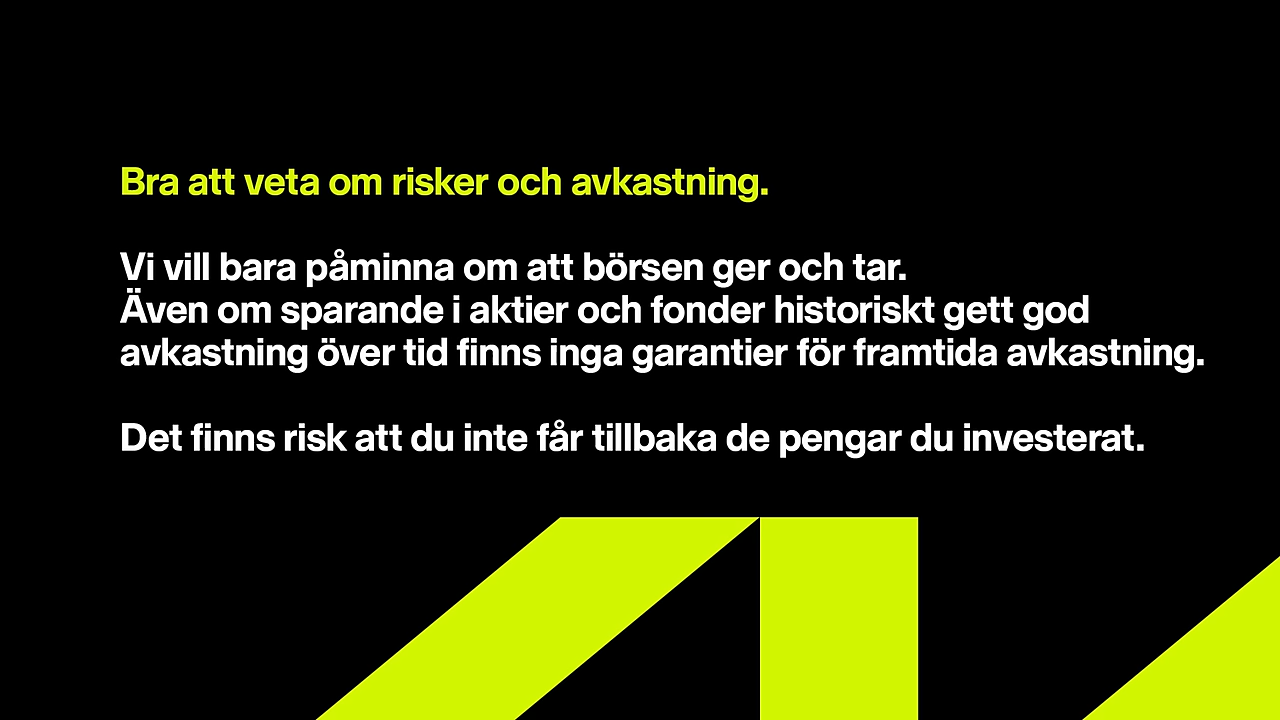 Bra att veta om risker och avkastning.
Vi vill bara påminna om att börsen ger och tar.
Även om sparande i aktier och fonder historiskt gett god
avkastning över tid finns inga garantier för framtida avkastning.
Det finns risk att du inte får tillbaka de pengar du investerat.